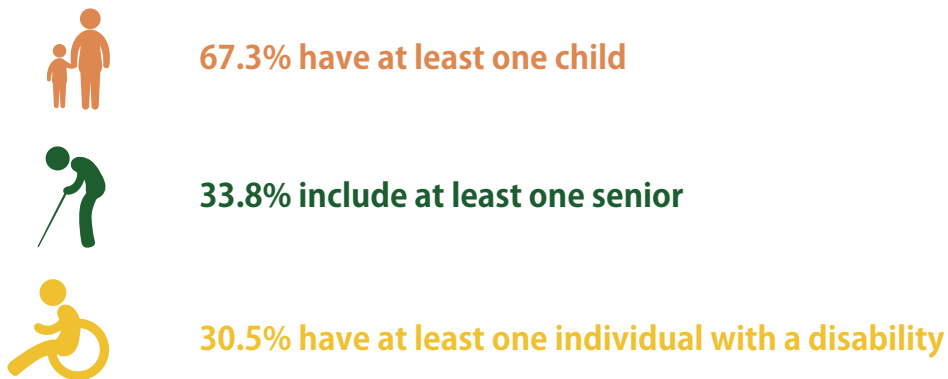 67.3% have at least one child
33.8% include at least one senior
30.5% have at least one individual with a disability